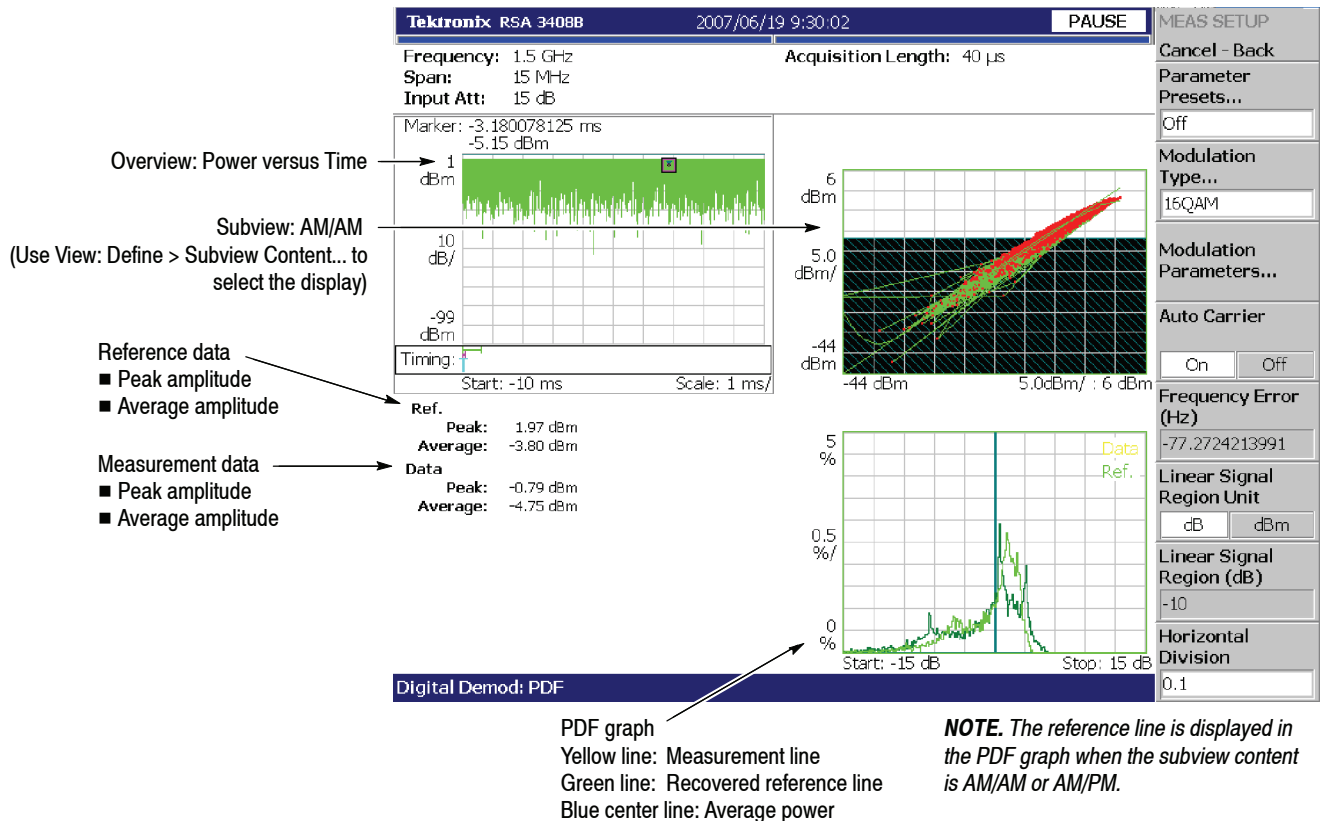 Tektronix RSA 3408B 2007/06/19 9:30:02 PAUSE
Frequency: 1.5 GHz
Span: 15 MHz
Input Att: 15 dB
Acquisition Length: 40 µs
Marker: -3.180078125 ms
-5.15 dBm
1
dBm
10
dB/
-99
dBm
Timing:
Start: -10 ms Scale: 1 ms/
Overview: Power versus Time
Subview: AM/AM
(Use View: Define > Subview Content... to
select the display)
Reference data
■ Peak amplitude
■ Average amplitude
Measurement data
■ Peak amplitude
■ Average amplitude
Ref.
Peak: 1.97 dBm
Average: -3.80 dBm
Data
Peak: -0.79 dBm
Average: -4.75 dBm
6
dBm
5.0
dBm/
-44
dBm
-44 dBm 5.0dBm/ : 6 dBm
5
%
Data
Ref.
0.5
%/
0
%
Start: -15 dB Stop: 15 dB
Digital Demod: PDF
MEAS SETUP
Cancel - Back
Parameter
Presets...
Off
Modulation
Type...
16QAM
Modulation
Parameters...
Auto Carrier
On Off
Frequency Error
(Hz)
-77.2724213991
Linear Signal
Region Unit
dB dBm
Linear Signal
Region (dB)
-10
Horizontal
Division
0.1
PDF graph
Yellow line: Measurement line
Green line: Recovered reference line
Blue center line: Average power
NOTE. The reference line is displayed in
the PDF graph when the subview content
is AM/AM or AM/PM.